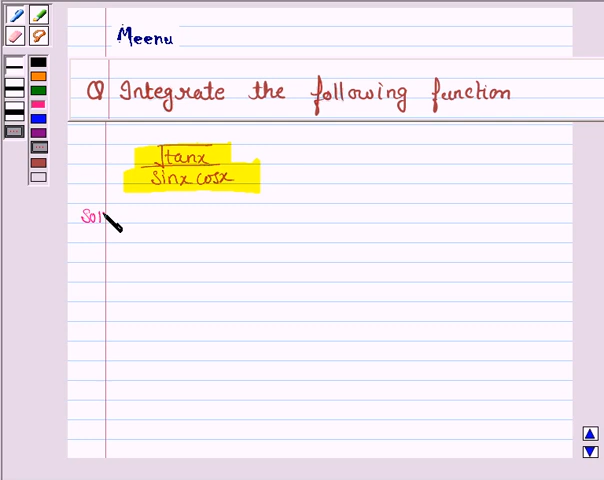 Meenu
Q Integrate the following function
√tanx
sinx cosx
Sol